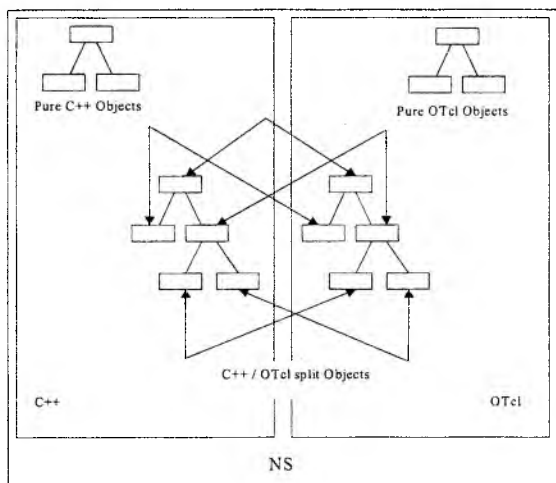 Pure C++ Objects
Pure OTcl Objects
C++ / OTcl split Objects
C++
OTcl
NS